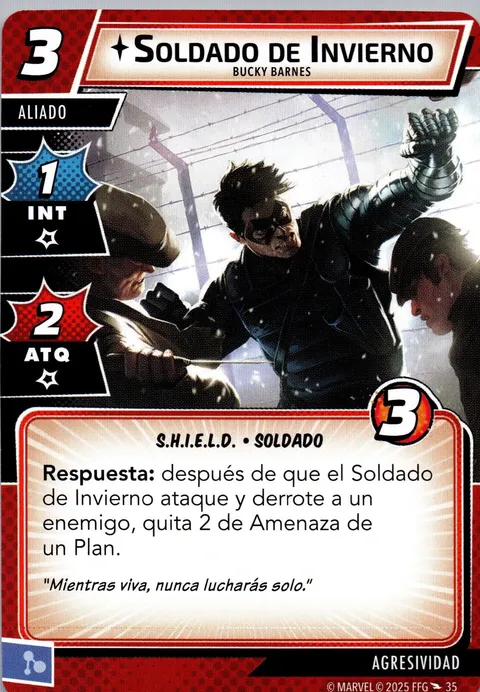 3
SOLDADO DE INVIERNO
BUCKY BARNES
ALIADO
1
INT
2
ATQ
3
S.H.I.E.L.D. • SOLDADO
Respuesta: después de que el Soldado
de Invierno ataque y derrote a un
enemigo, quita 2 de Amenaza de
un Plan.
"Mientras viva, nunca lucharás solo."
AGRESIVIDAD
© MARVEL © 2025 FFG 35